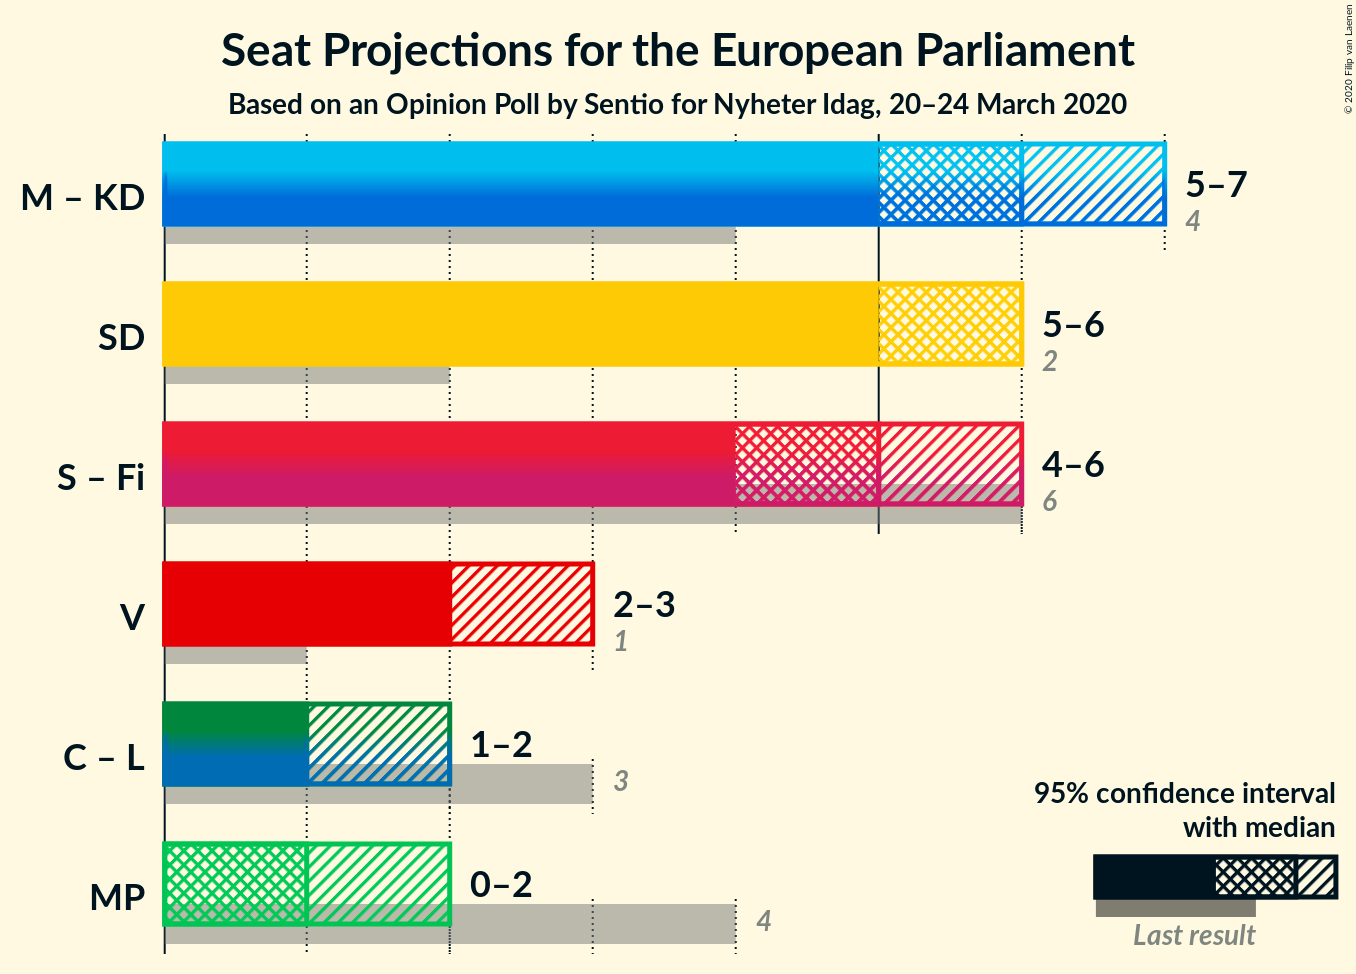 Seat Projections for the European Parliament
Based on an Opinion Poll by Sentio for Nyheter Idag, 20–24 March 2020
© 2020 Filip van Laenen
M – KD
5–7
4
SD
5–6
2
S – Fi
4–6
6
V
2–3
1
C – L
1–2
3
MP
0–2
4
95% confidence interval
with median
Last result